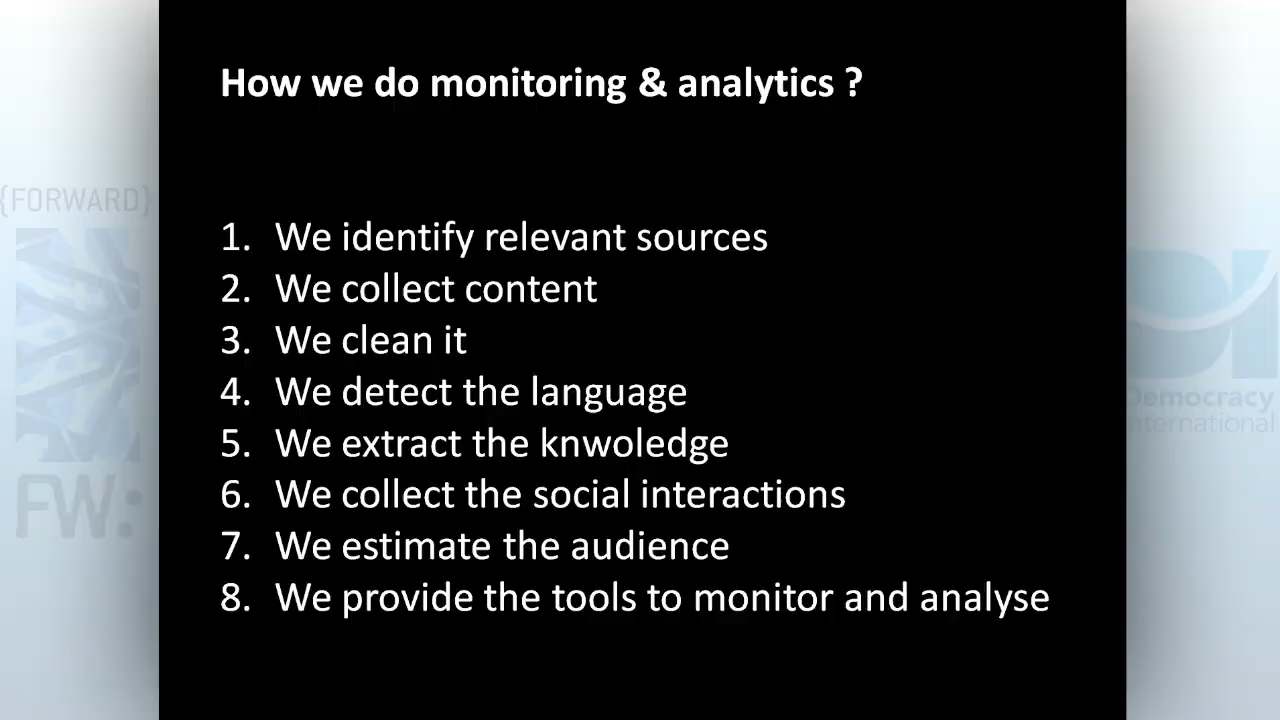 How we do monitoring & analytics ?
1. We identify relevant sources
2. We collect content
3. We clean it
4. We detect the language
5. We extract the knwoledge
6. We collect the social interactions
7. We estimate the audience
8. We provide the tools to monitor and analyse
{FORWARD}
FW:
DI
Democracy
International